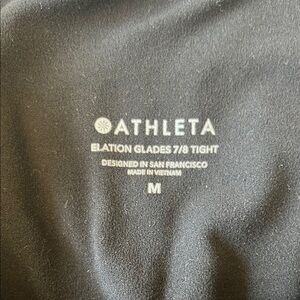 ATHLETA
ELATION GLADES 7/8 TIGHT
DESIGNED IN SAN FRANCISCO
MADE IN VIETNAM
M